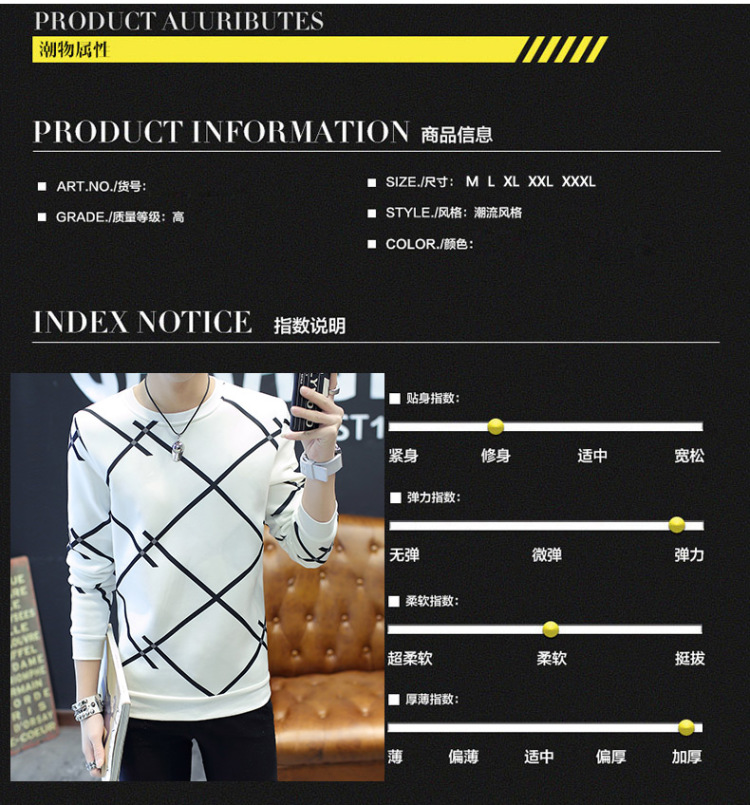 PRODUCT AUURIBUTES
潮物属性
PRODUCT INFORMATION 商品信息
ART.NO./货号:
GRADE./质量等级: 高
SIZE./尺寸: M L XL XXL XXXL
STYLE./风格: 潮流风格
COLOR./颜色:
INDEX NOTICE 指数说明
贴身指数:
紧身 修身 适中 宽松
弹力指数:
无弹 微弹 弹力
柔软指数:
超柔软 柔软 挺拔
厚薄指数:
薄 偏薄 适中 偏厚 加厚
ST1